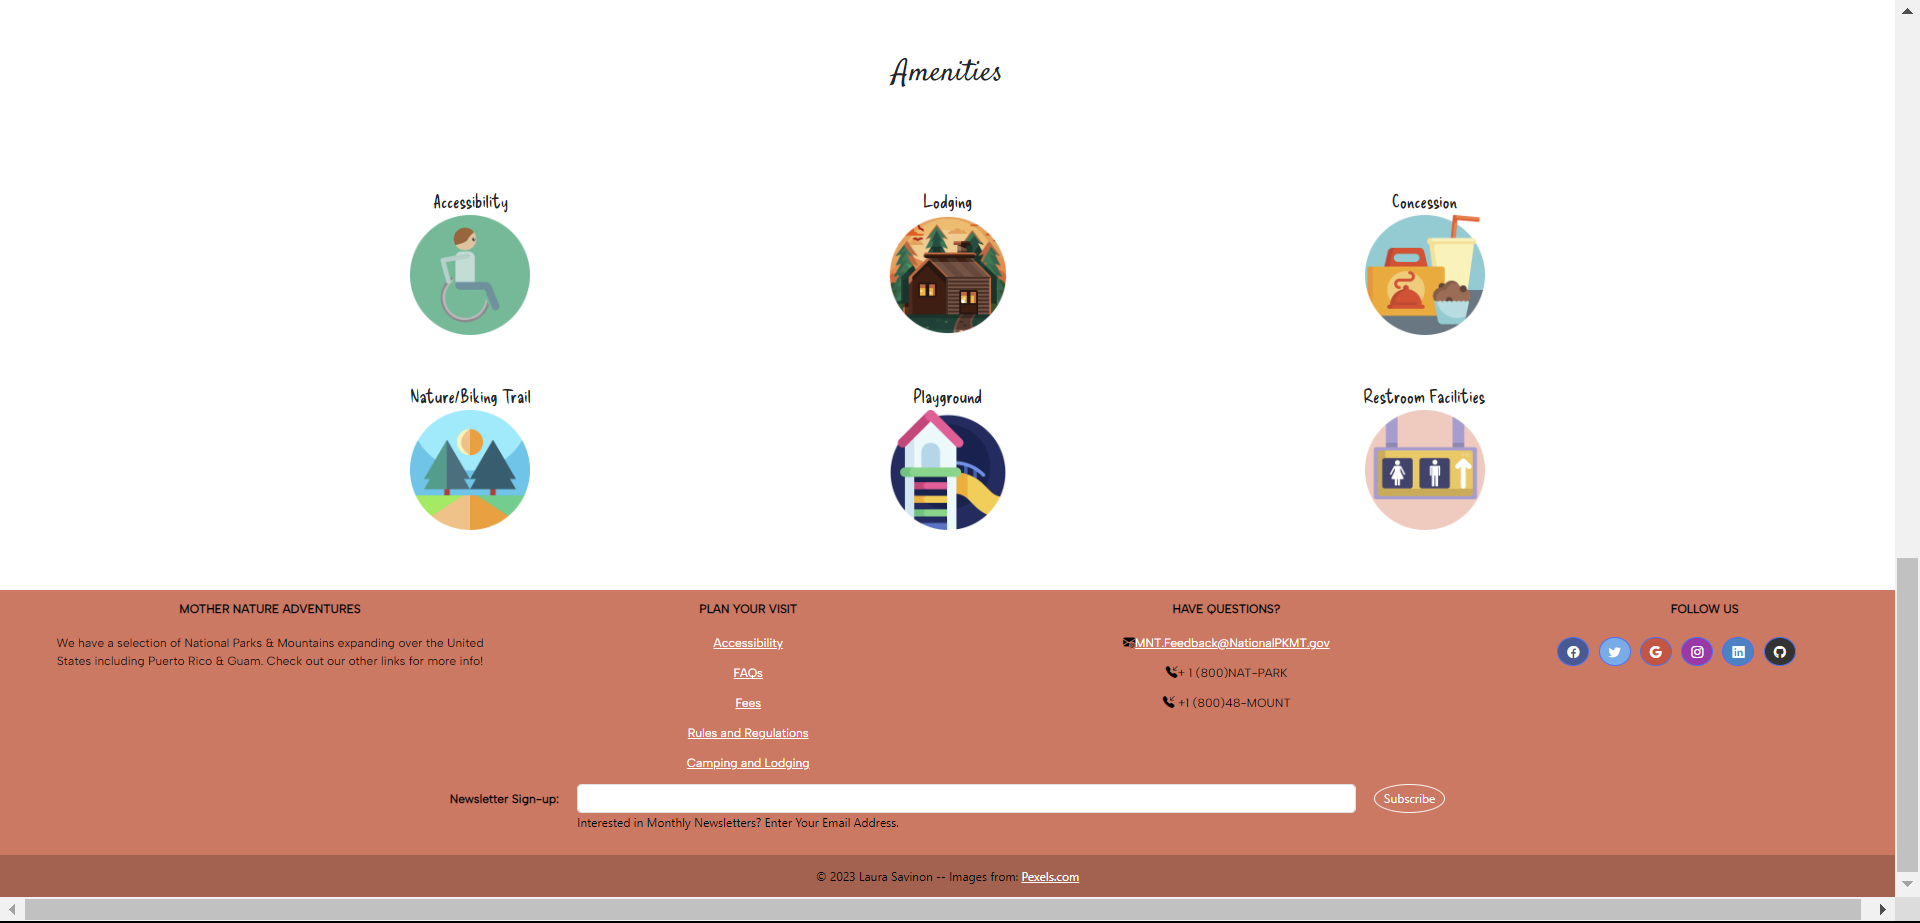 Amenities
Accessibility
Lodging
Concession
Nature/Biking Trail
Playground
Restroom Facilities
MOTHER NATURE ADVENTURES
We have a selection of National Parks & Mountains expanding over the United
States including Puerto Rico & Guam. Check out our other links for more info!
PLAN YOUR VISIT
Accessibility
FAQs
Fees
Rules and Regulations
Camping and Lodging
HAVE QUESTIONS?
MNT.Feedback@NationalPKMT.gov
+ 1 (800)NAT-PARK
+1 (800)48-MOUNT
FOLLOW US
Newsletter Sign-up:
Subscribe
Interested in Monthly Newsletters? Enter Your Email Address.
© 2023 Laura Savinon -- Images from: Pexels.com